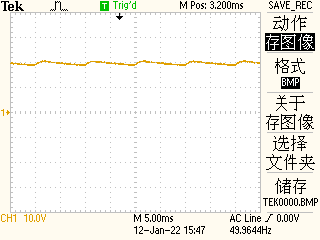 Tek T Trig'd M Pos: 3.200ms SAVE_REC
动作
存图像
格式
BMP
关于
存图像
选择
文件夹
储存
TEK0000.BMP
1
CH1 10.0V M 5.00ms AC Line 0.00V
12-Jan-22 15:47 49.9644Hz